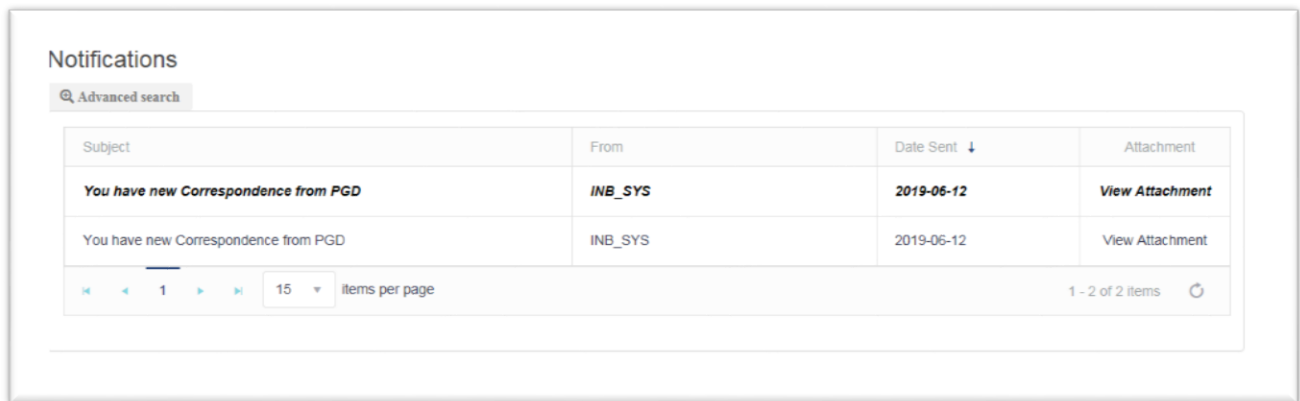 Notifications
Advanced search
Subject From Date Sent ↓ Attachment
You have new Correspondence from PGD INB_SYS 2019-06-12 View Attachment
You have new Correspondence from PGD INB_SYS 2019-06-12 View Attachment
1 15 items per page 1 - 2 of 2 items